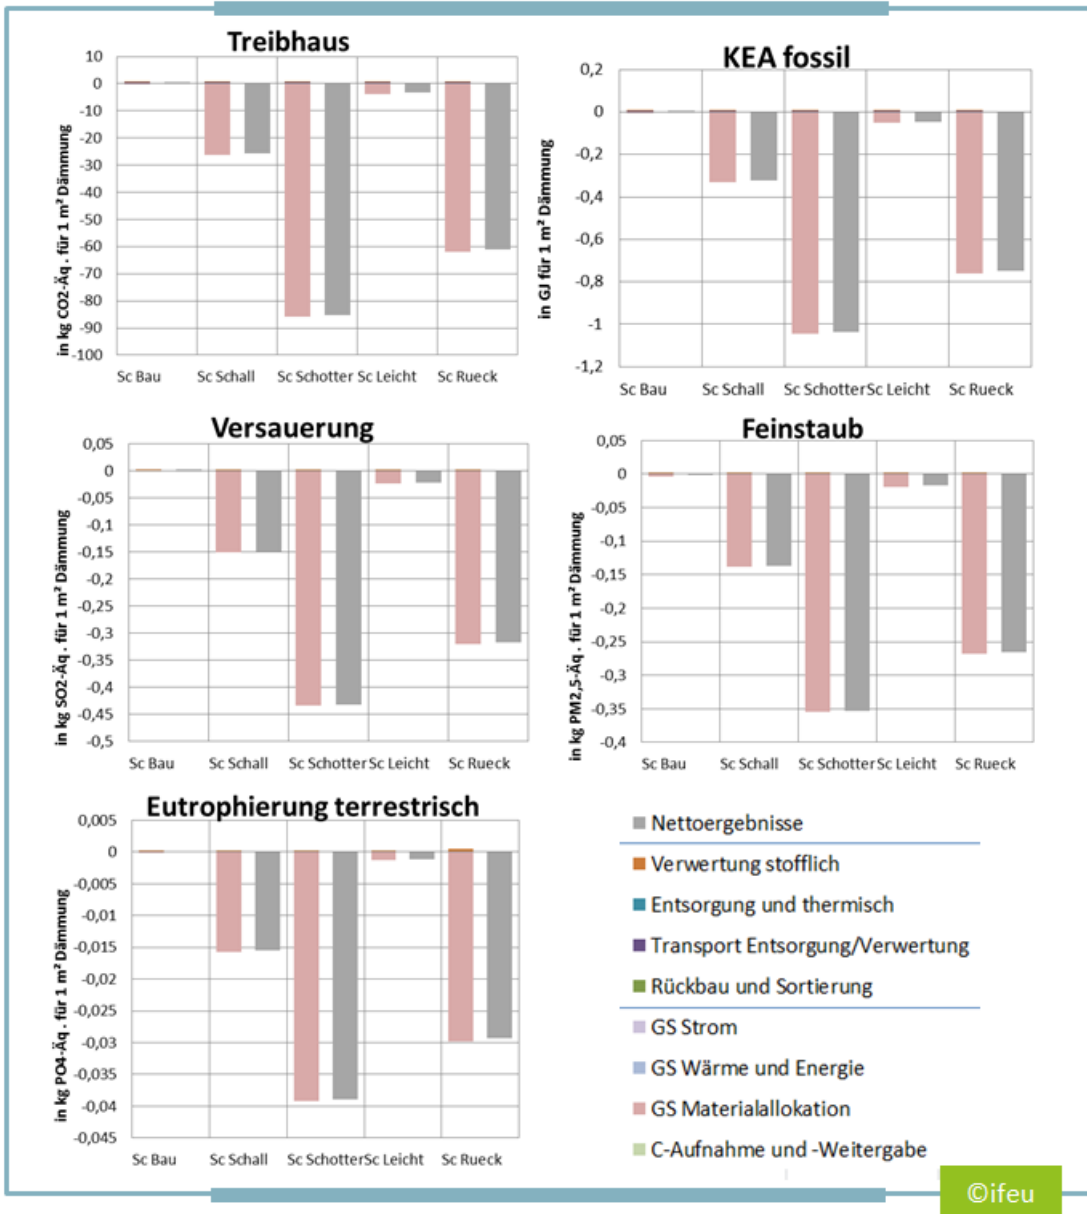 Treibhaus
in kg CO2-Äq . für 1 m² Dämmung
10
0
-10
-20
-30
-40
-50
-60
-70
-80
-90
-100
Sc Bau Sc Schall Sc Schotter Sc Leicht Sc Rueck
KEA fossil
in GJ für 1 m² Dämmung
0,2
0
-0,2
-0,4
-0,6
-0,8
-1
-1,2
Sc Bau Sc Schall Sc Schotter Sc Leicht Sc Rueck
Versauerung
in kg SO2-Äq . für 1 m² Dämmung
0,05
0
-0,05
-0,1
-0,15
-0,2
-0,25
-0,3
-0,35
-0,4
-0,45
-0,5
Sc Bau Sc Schall Sc Schotter Sc Leicht Sc Rueck
Feinstaub
in kg PM2,5-Äq . für 1 m² Dämmung
0,05
0
-0,05
-0,1
-0,15
-0,2
-0,25
-0,3
-0,35
-0,4
Sc Bau Sc Schall Sc Schotter Sc Leicht Sc Rueck
Eutrophierung terrestrisch
in kg PO4-Äq . für 1 m² Dämmung
0,005
0
-0,005
-0,01
-0,015
-0,02
-0,025
-0,03
-0,035
-0,04
-0,045
Sc Bau Sc Schall Sc Schotter Sc Leicht Sc Rueck
Nettoergebnisse
Verwertung stofflich
Entsorgung und thermisch
Transport Entsorgung/Verwertung
Rückbau und Sortierung
GS Strom
GS Wärme und Energie
GS Materialallokation
C-Aufnahme und -Weitergabe
©ifeu